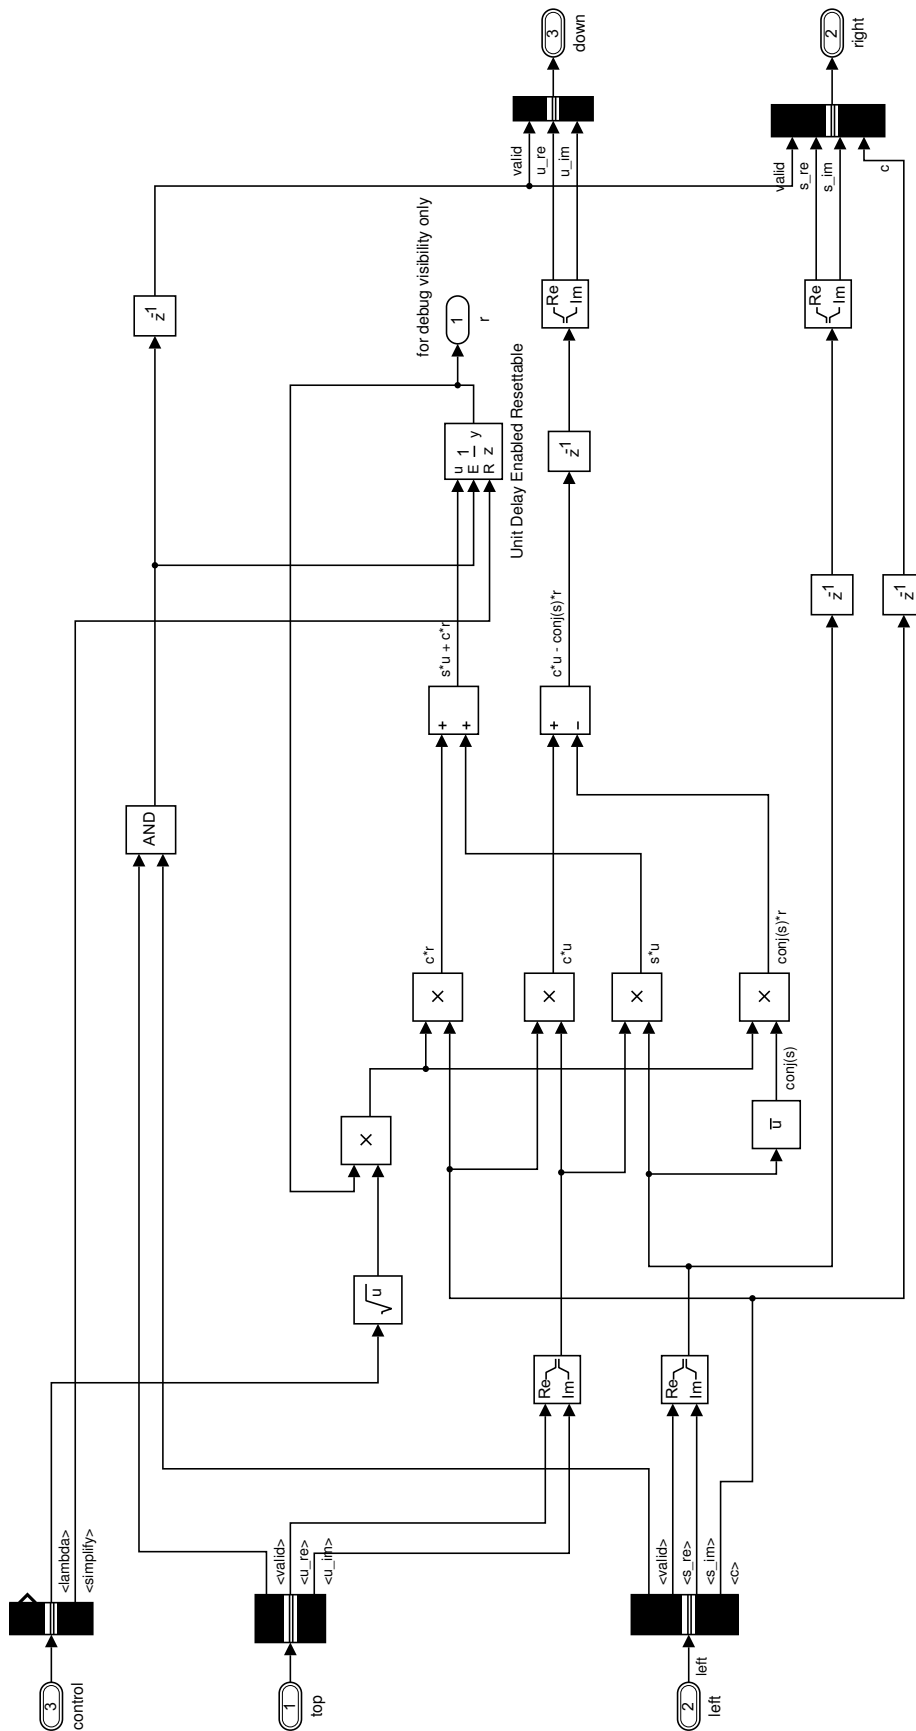 3
control
<lambda>
<simplify>
AND
z-1
1
top
<valid>
<u_re>
<u_im>
√u
×
×
c*r
+
+
s*u + c*r
u
E
R
1
z
y
Unit Delay Enabled Resettable
for debug visibility only
1
r
Re
Im
×
c*u
+
−
c*u - conj(s)*r
z-1
Re
Im
valid
u_re
u_im
3
down
×
s*u
2
left
left
<valid>
<s_re>
<s_im>
<c>
Re
Im
u
conj(s)
×
conj(s)*r
z-1
Re
Im
valid
s_re
s_im
c
2
right
z-1